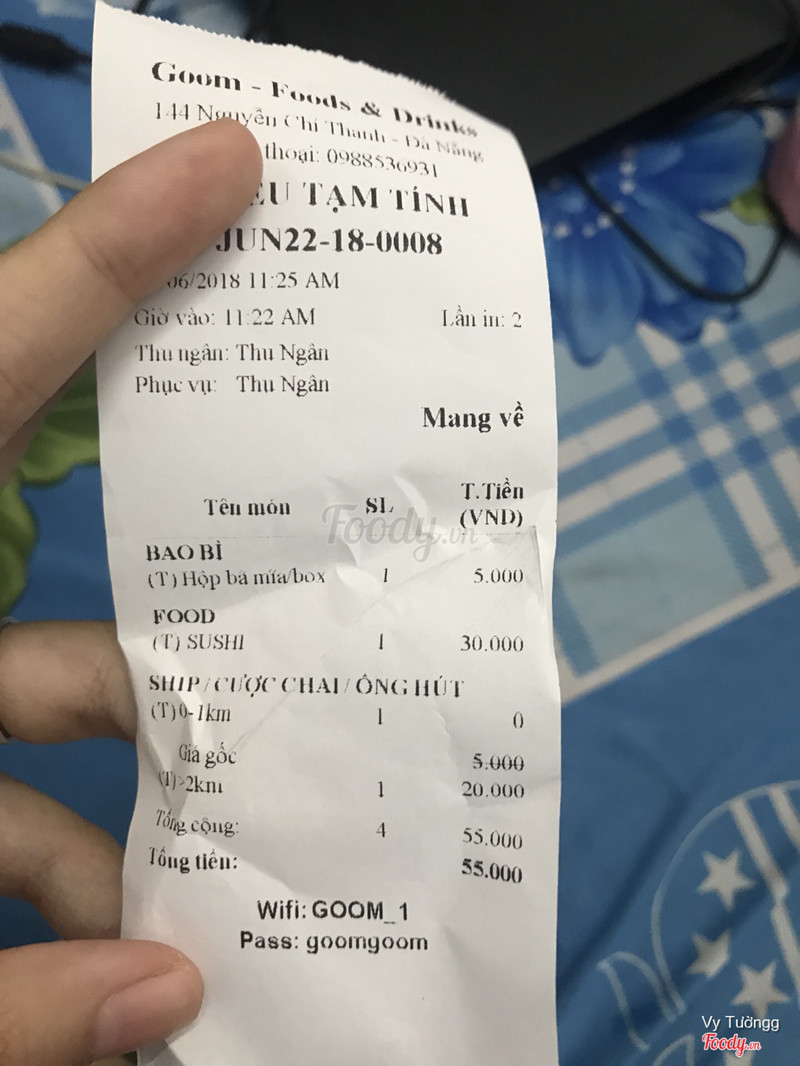 Goom - Foods & Drinks
144 Nguyễn Chí Thanh - Đà Nẵng
thoại: 0988536931
TẠM TÍNH
JUN22-18-0008
06/2018 11:25 AM
Giờ vào: 11:22 AM Lần in: 2
Thu ngân: Thu Ngân
Phục vụ: Thu Ngân
Mang về
Tên món SL T.Tiền
(VND)
BAO BÌ
(T) Hộp bã mía/box 1 5.000
FOOD
(T) SUSHI 1 30.000
SHIP / CƯỢC CHAI / ÔNG HÚT
(T) 0-1km 1 0
Giá gốc 5.000
(T)>2km 1 20.000
Tổng cộng: 4 55.000
Tổng tiền: 55.000
Wifi: GOOM_1
Pass: goomgoom
Foody.vn
Vy Tườngg
Foody.vn